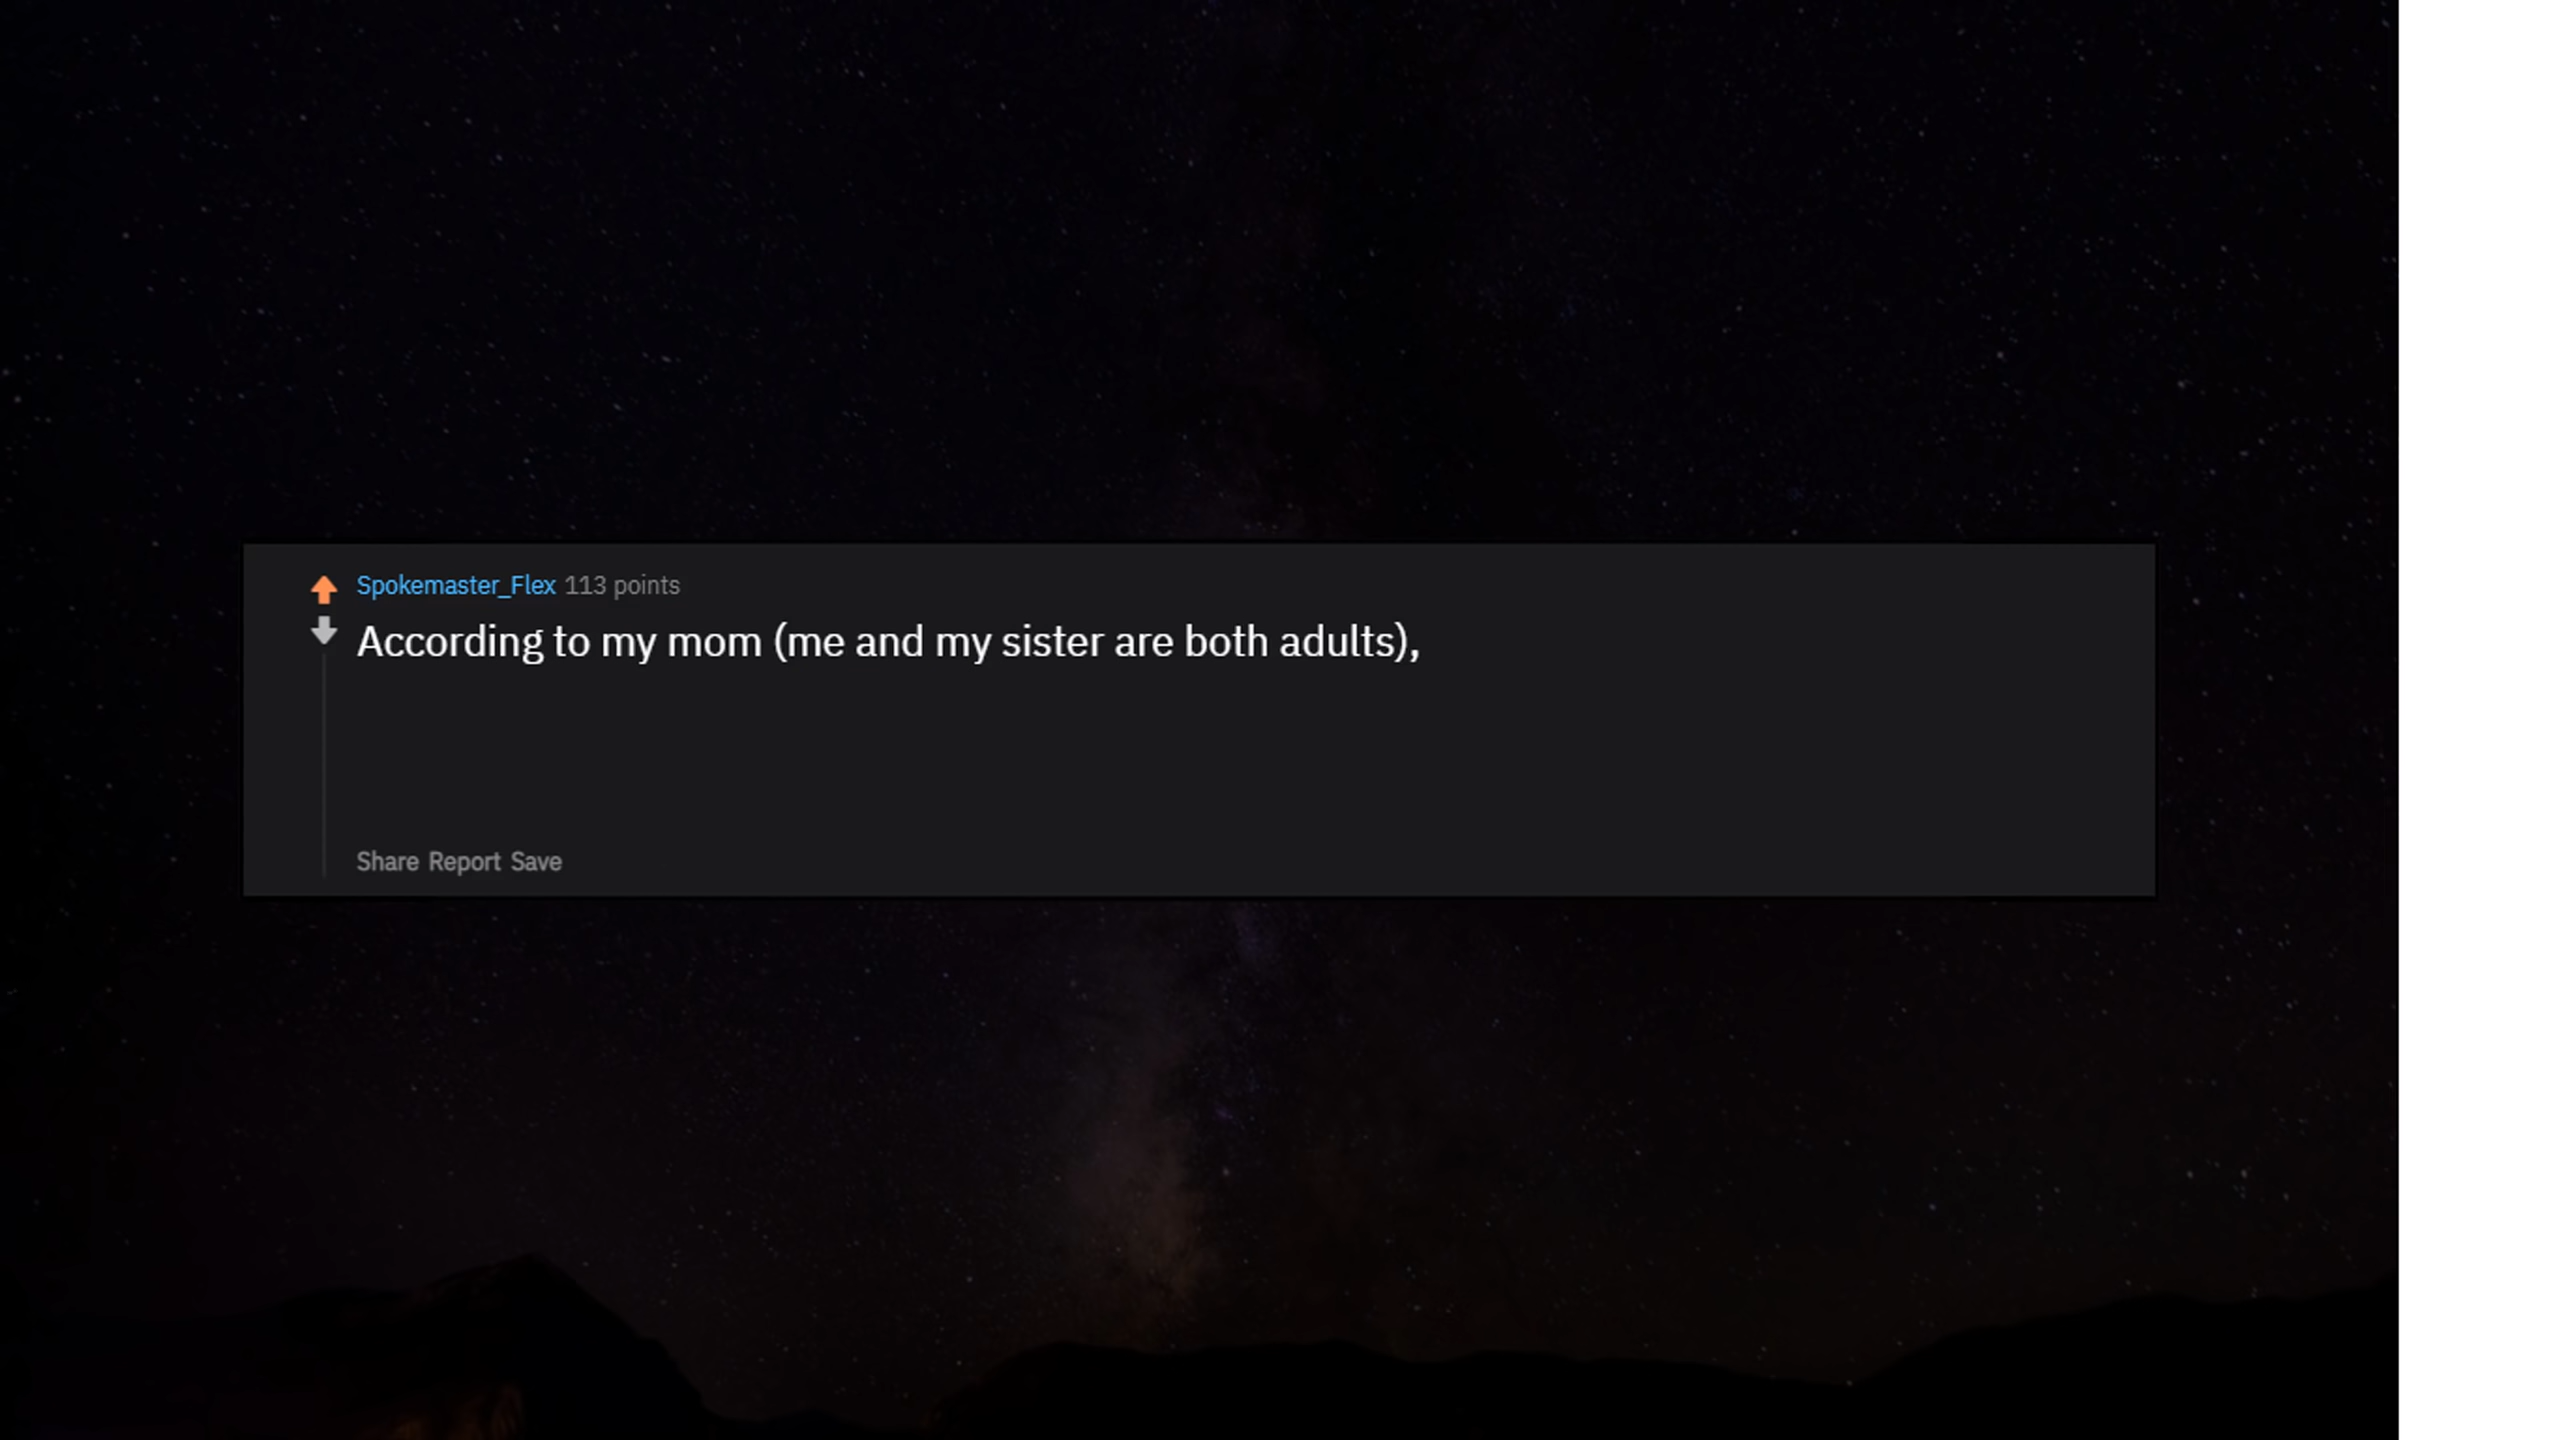 Spokemaster_Flex 113 points
According to my mom (me and my sister are both adults),
Share Report Save